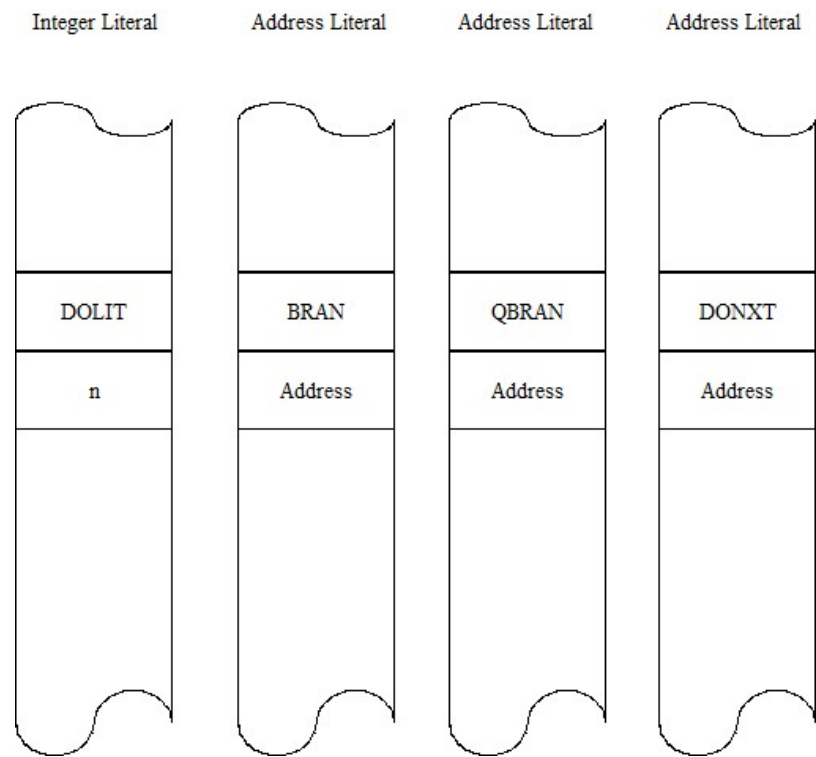 Integer Literal Address Literal Address Literal Address Literal
DOLIT BRAN QBRAN DONXT
n Address Address Address